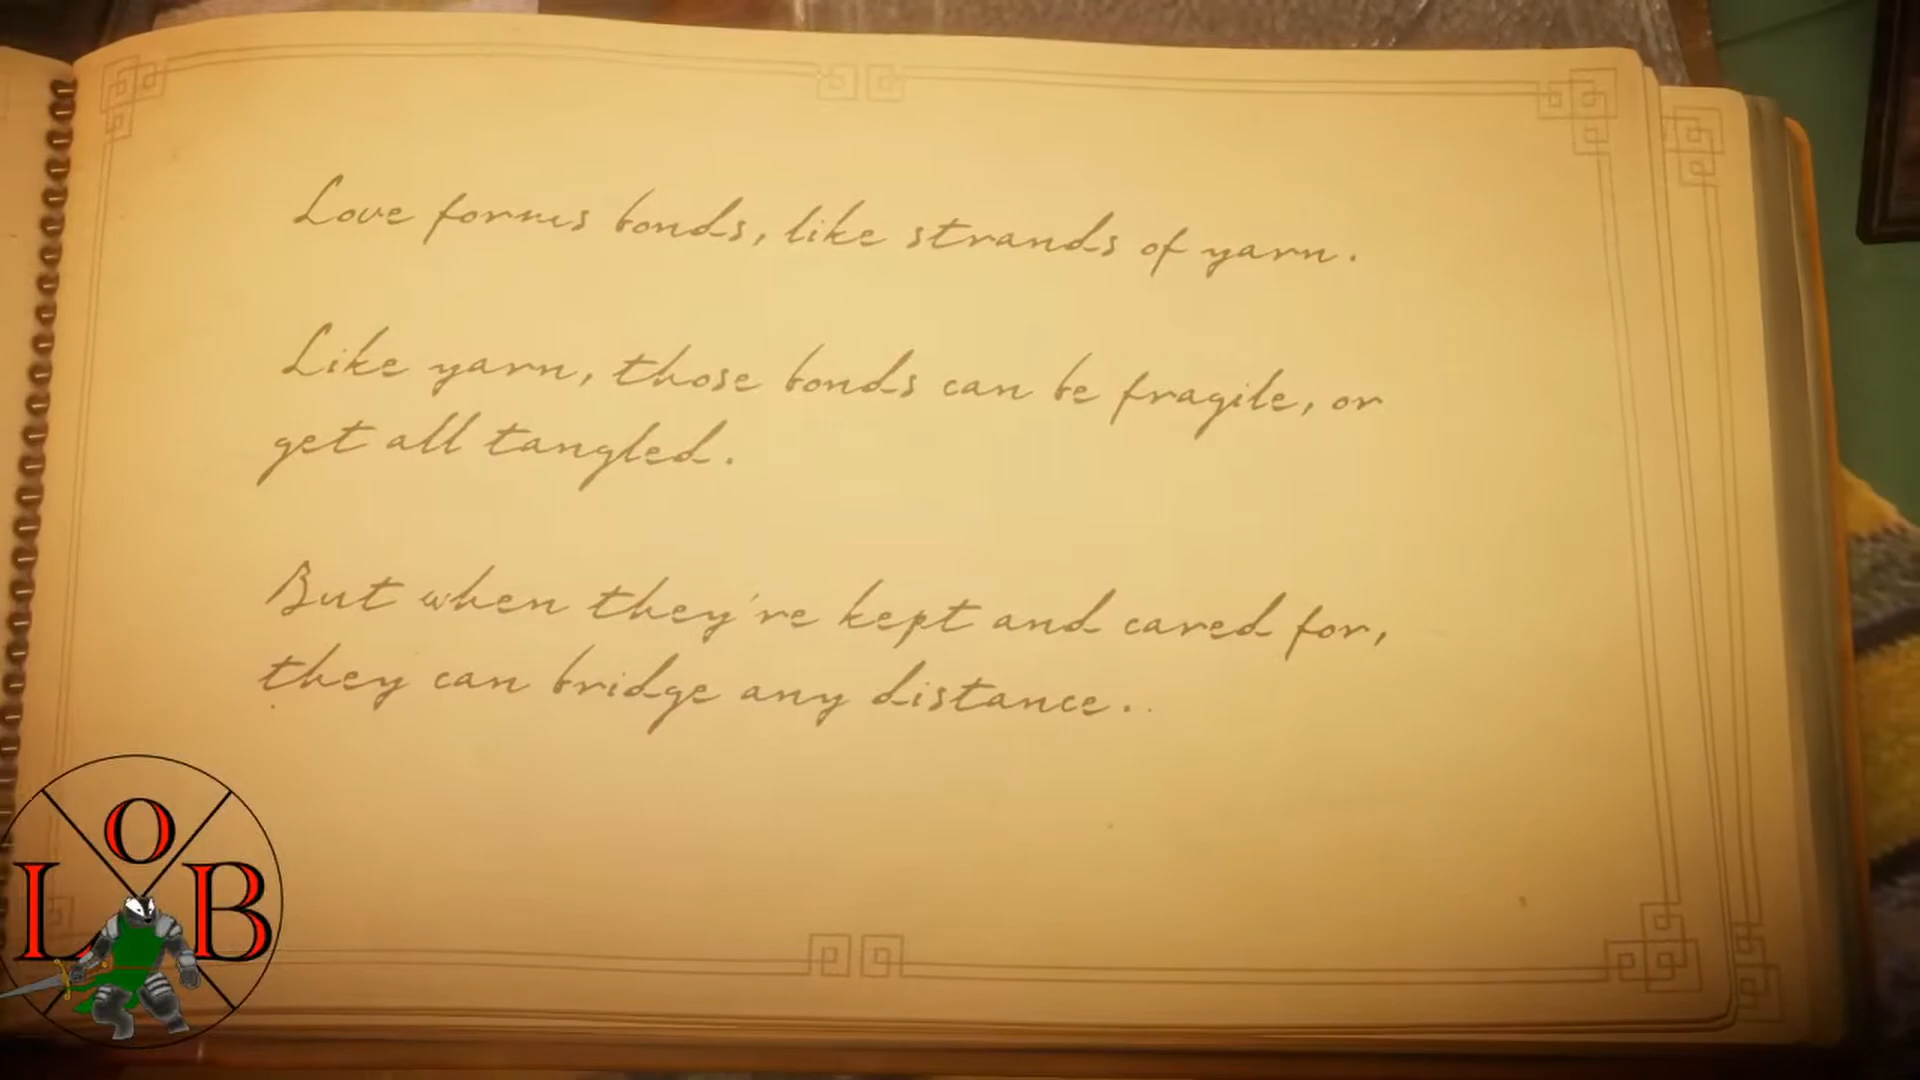 Love forms bonds, like strands of yarn.
Like yarn, those bonds can be fragile, or
get all tangled.
But when they're kept and cared for,
they can bridge any distance..
L O B